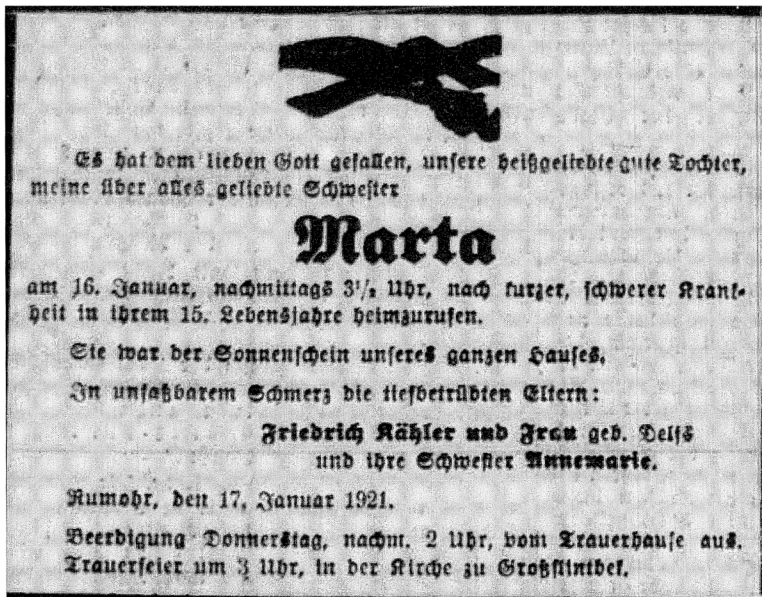 Es hat dem lieben Gott gefallen, unsere heißgeliebte gute Tochter,
meine über alles geliebte Schwester
Marta
am 16. Januar, nachmittags 3½ Uhr, nach kurzer, schwerer Krank-
heit in ihrem 15. Lebensjahre heimzurufen.
Sie war der Sonnenschein unseres ganzen Hauses.
In unfaßbarem Schmerz die tiefbetrübten Eltern:
Friedrich Kähler und Frau geb. Delfs
und ihre Schwester Annemarie.
Rumohr, den 17. Januar 1921.
Beerdigung Donnerstag, nachm. 2 Uhr, vom Trauerhause aus.
Trauerfeier um 3 Uhr, in der Kirche zu Großflintbek.